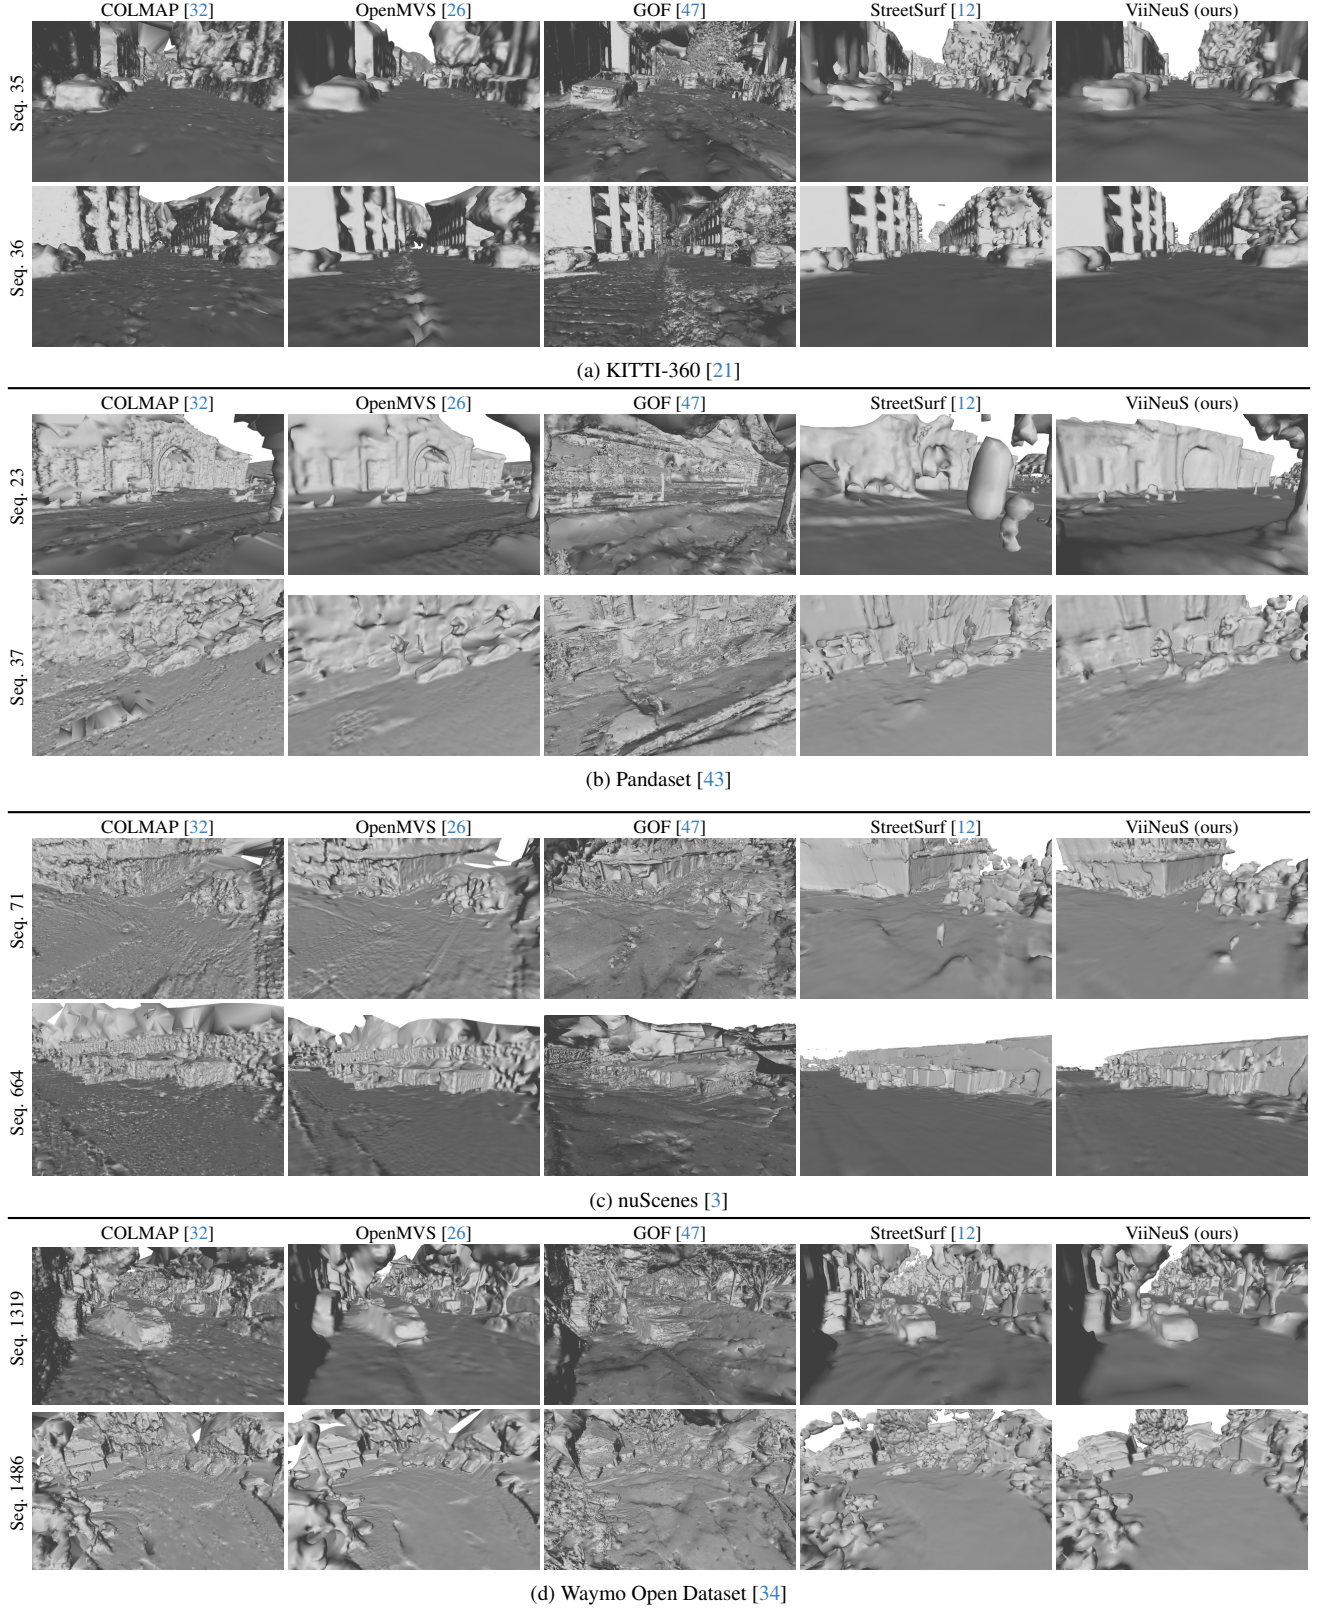 COLMAP [32] OpenMVS [26] GOF [47] StreetSurf [12] ViiNeuS (ours)
Seq. 35
Seq. 36
(a) KITTI-360 [21]
COLMAP [32] OpenMVS [26] GOF [47] StreetSurf [12] ViiNeuS (ours)
Seq. 23
Seq. 37
(b) Pandaset [43]
COLMAP [32] OpenMVS [26] GOF [47] StreetSurf [12] ViiNeuS (ours)
Seq. 71
Seq. 664
(c) nuScenes [3]
COLMAP [32] OpenMVS [26] GOF [47] StreetSurf [12] ViiNeuS (ours)
Seq. 1319
Seq. 1486
(d) Waymo Open Dataset [34]